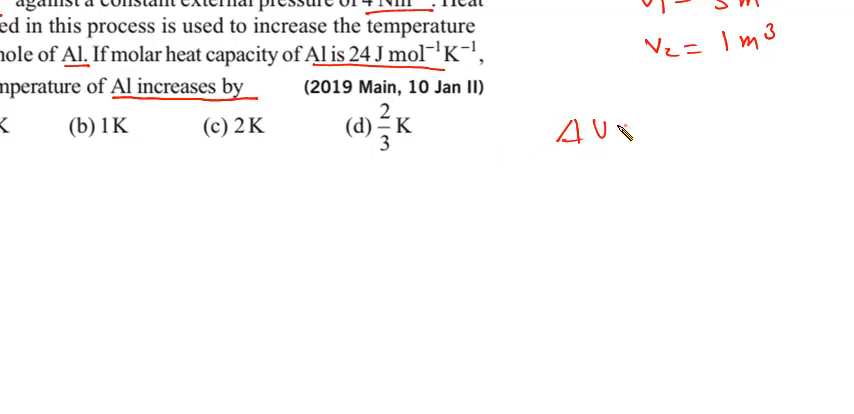 against a constant external pressure of 4 Nm⁻². Heat
ed in this process is used to increase the temperature
mole of Al. If molar heat capacity of Al is 24 J mol⁻¹ K⁻¹,
mperature of Al increases by (2019 Main, 10 Jan II)
K (b) 1 K (c) 2 K (d) 2/3 K
V₂ = 1 m³
Δ U